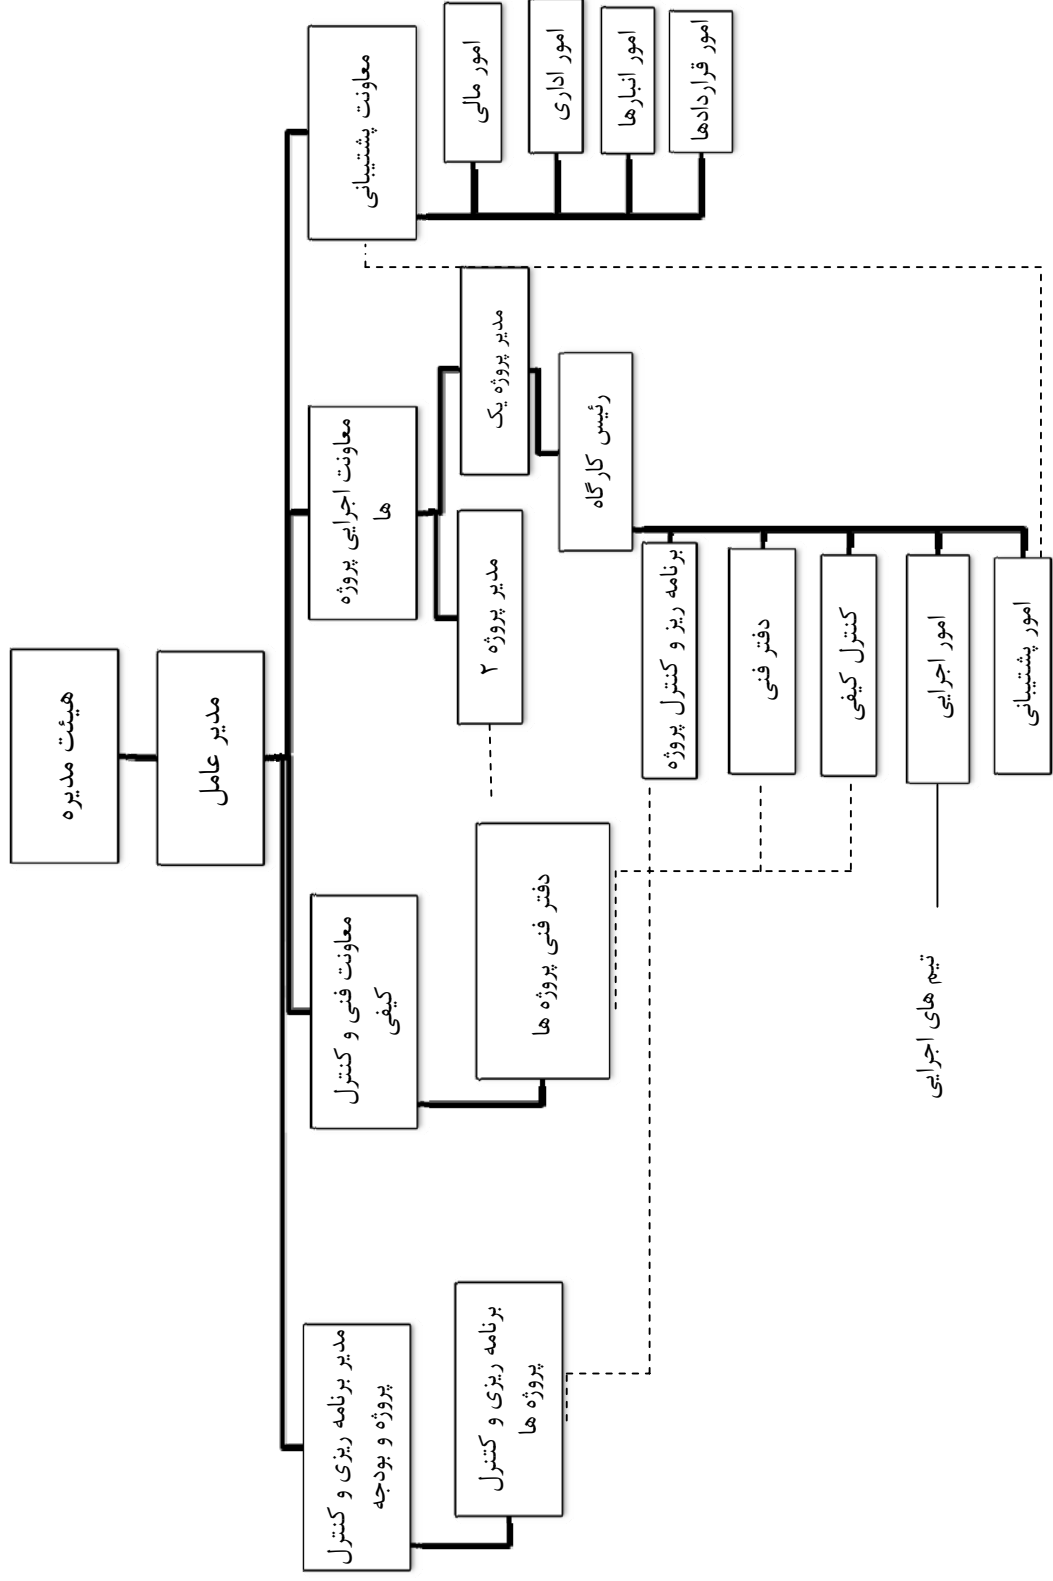 هیئت مدیره
مدیر عامل
معاونت پشتیبانی
امور مالی
امور اداری
امور انبارها
امور قراردادها
معاونت اجرایی پروژه
ها
مدیر پروژه یک
مدیر پروژه ۲
رئیس کارگاه
برنامه ریز و کنترل پروژه
دفتر فنی
کنترل کیفی
امور اجرایی
امور پشتیبانی
تیم های اجرایی
معاونت فنی و کنترل
کیفی
دفتر فنی پروژه ها
مدیر برنامه ریزی و کنترل
پروژه و بودجه
برنامه ریزی و کنترل
پروژه ها